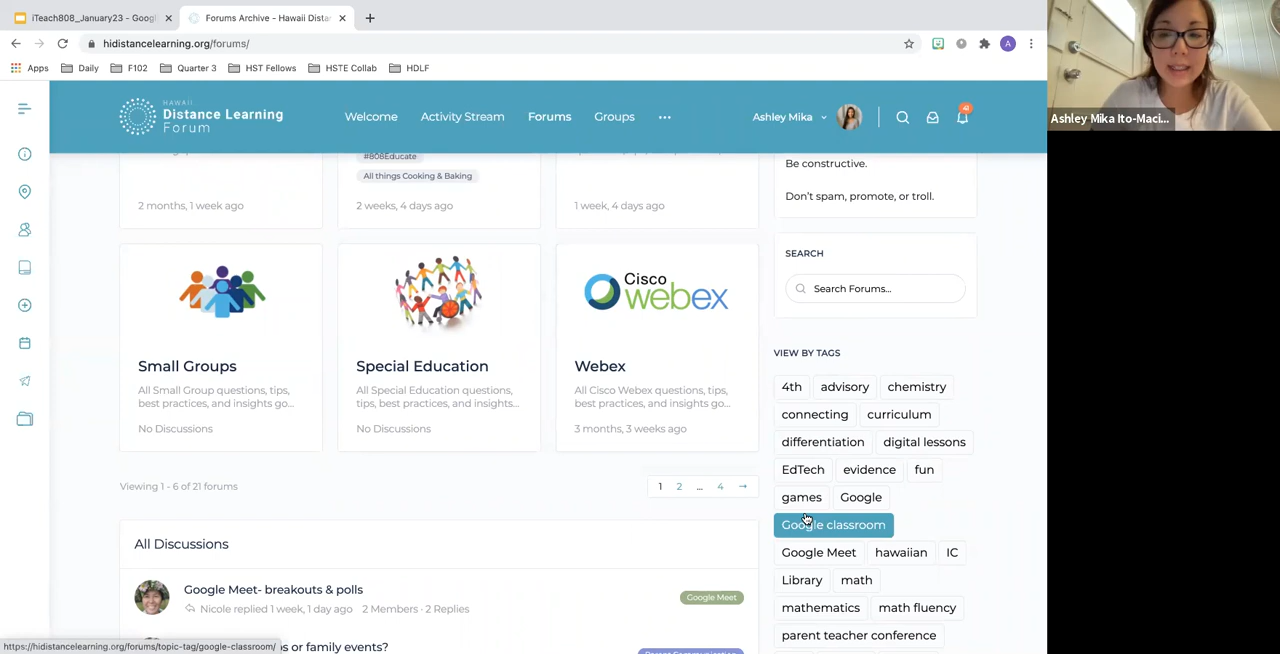 iTeach808_January23 - Googl
Forums Archive - Hawaii Distan
hidistancelearning.org/forums/
A
Apps
Daily
F102
Quarter 3
HST Fellows
HSTE Collab
HDLF
HAWAII
Distance Learning
Forum
Welcome
Activity Stream
Forums
Groups
Ashley Mika
41
Ashley Mika Ito-Maci...
#808Educate
All things Cooking & Baking
2 months, 1 week ago
2 weeks, 4 days ago
1 week, 4 days ago
Be constructive.
Don't spam, promote, or troll.
SEARCH
Search Forums...
Small Groups
All Small Group questions, tips,
best practices, and insights go...
No Discussions
Special Education
All Special Education questions,
tips, best practices, and insights...
No Discussions
Cisco
webex
Webex
All Cisco Webex questions, tips,
best practices, and insights go...
3 months, 3 weeks ago
VIEW BY TAGS
4th advisory chemistry
connecting curriculum
differentiation digital lessons
EdTech evidence fun
games Google
Google classroom
Google Meet hawaiian IC
Library math
mathematics math fluency
parent teacher conference
Viewing 1 - 6 of 21 forums
1 2 ... 4 →
All Discussions
Google Meet- breakouts & polls
Nicole replied 1 week, 1 day ago 2 Members · 2 Replies
Google Meet
s or family events?
Parent Communication
https://hidistancelearning.org/forums/topic-tag/google-classroom/